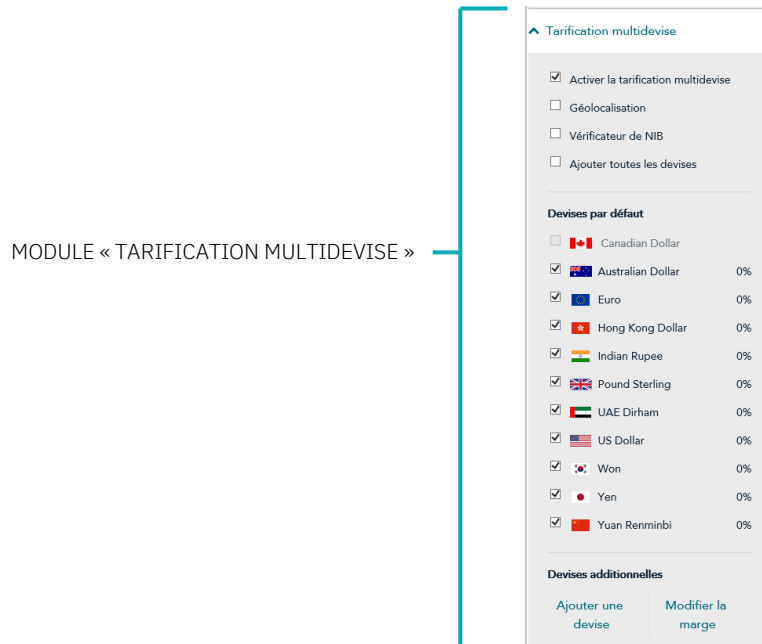 MODULE « TARIFICATION MULTIDEVISE »
Tarification multidevise
Activer la tarification multidevise
Géolocalisation
Vérificateur de NIB
Ajouter toutes les devises
Devises par défaut
Canadian Dollar
Australian Dollar 0%
Euro 0%
Hong Kong Dollar 0%
Indian Rupee 0%
Pound Sterling 0%
UAE Dirham 0%
US Dollar 0%
Won 0%
Yen 0%
Yuan Renminbi 0%
Devises additionnelles
Ajouter une devise
Modifier la marge